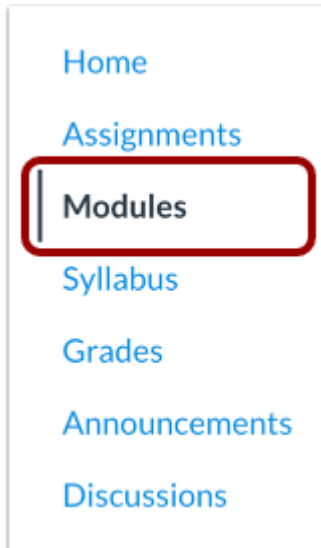 Home
Assignments
Modules
Syllabus
Grades
Announcements
Discussions